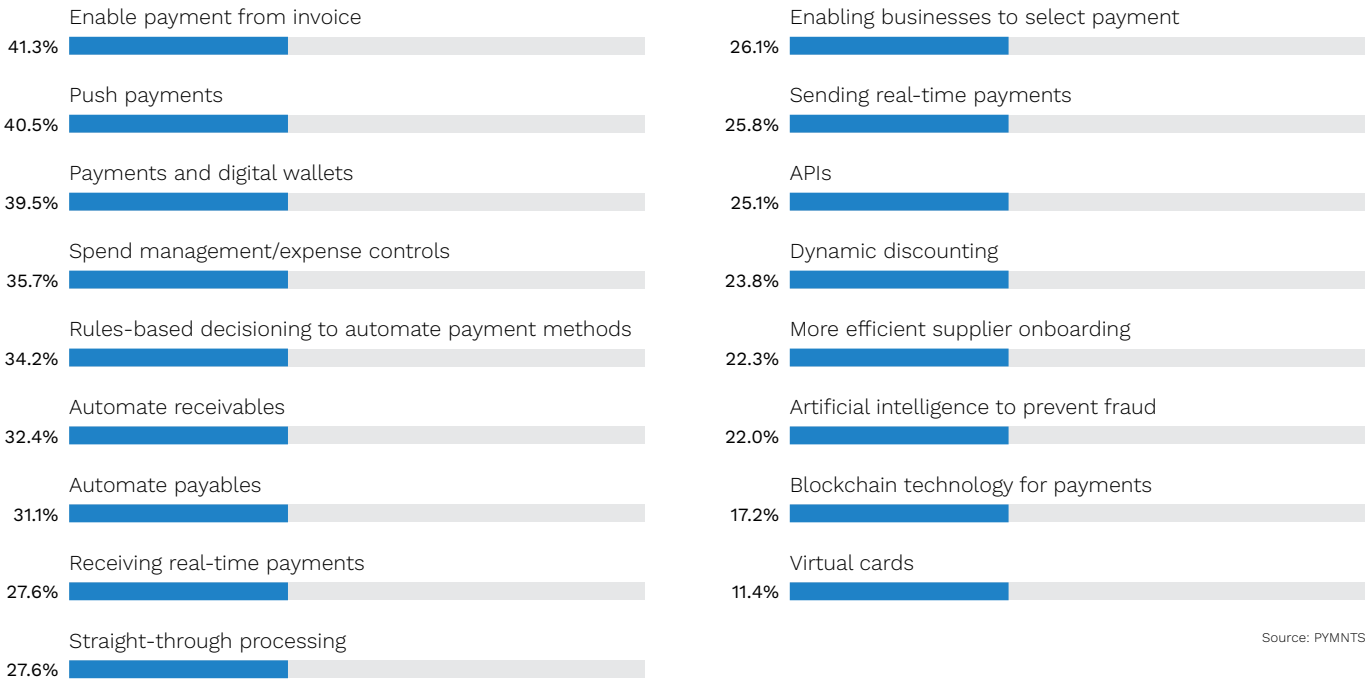 Enable payment from invoice
41.3%
Push payments
40.5%
Payments and digital wallets
39.5%
Spend management/expense controls
35.7%
Rules-based decisioning to automate payment methods
34.2%
Automate receivables
32.4%
Automate payables
31.1%
Receiving real-time payments
27.6%
Straight-through processing
27.6%
Enabling businesses to select payment
26.1%
Sending real-time payments
25.8%
APIs
25.1%
Dynamic discounting
23.8%
More efficient supplier onboarding
22.3%
Artificial intelligence to prevent fraud
22.0%
Blockchain technology for payments
17.2%
Virtual cards
11.4%
Source: PYMNTS